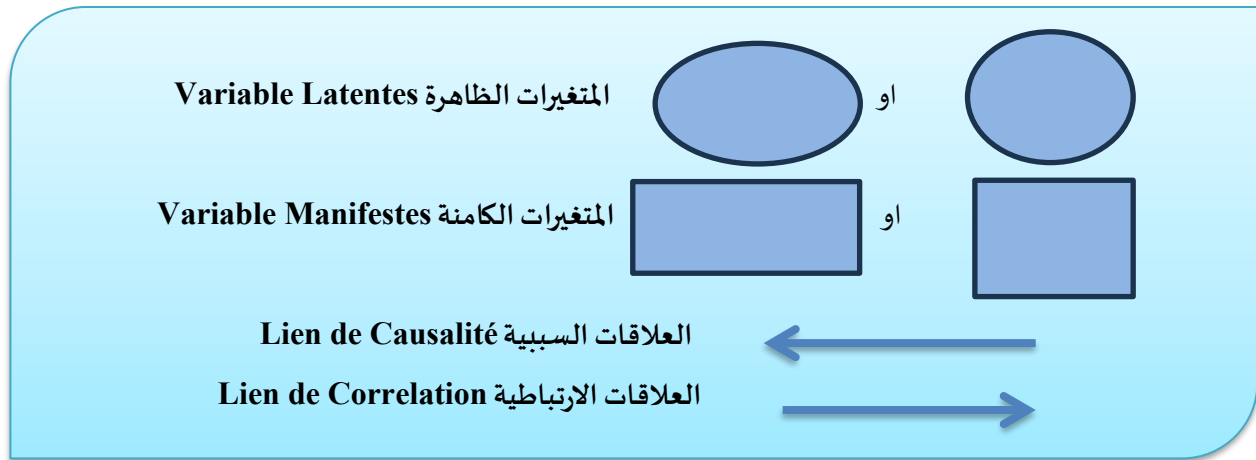 المتغيرات الظاهرة Variable Latentes او
المتغيرات الكامنة Variable Manifestes او
العلاقات السببية Lien de Causalité
العلاقات الارتباطية Lien de Correlation